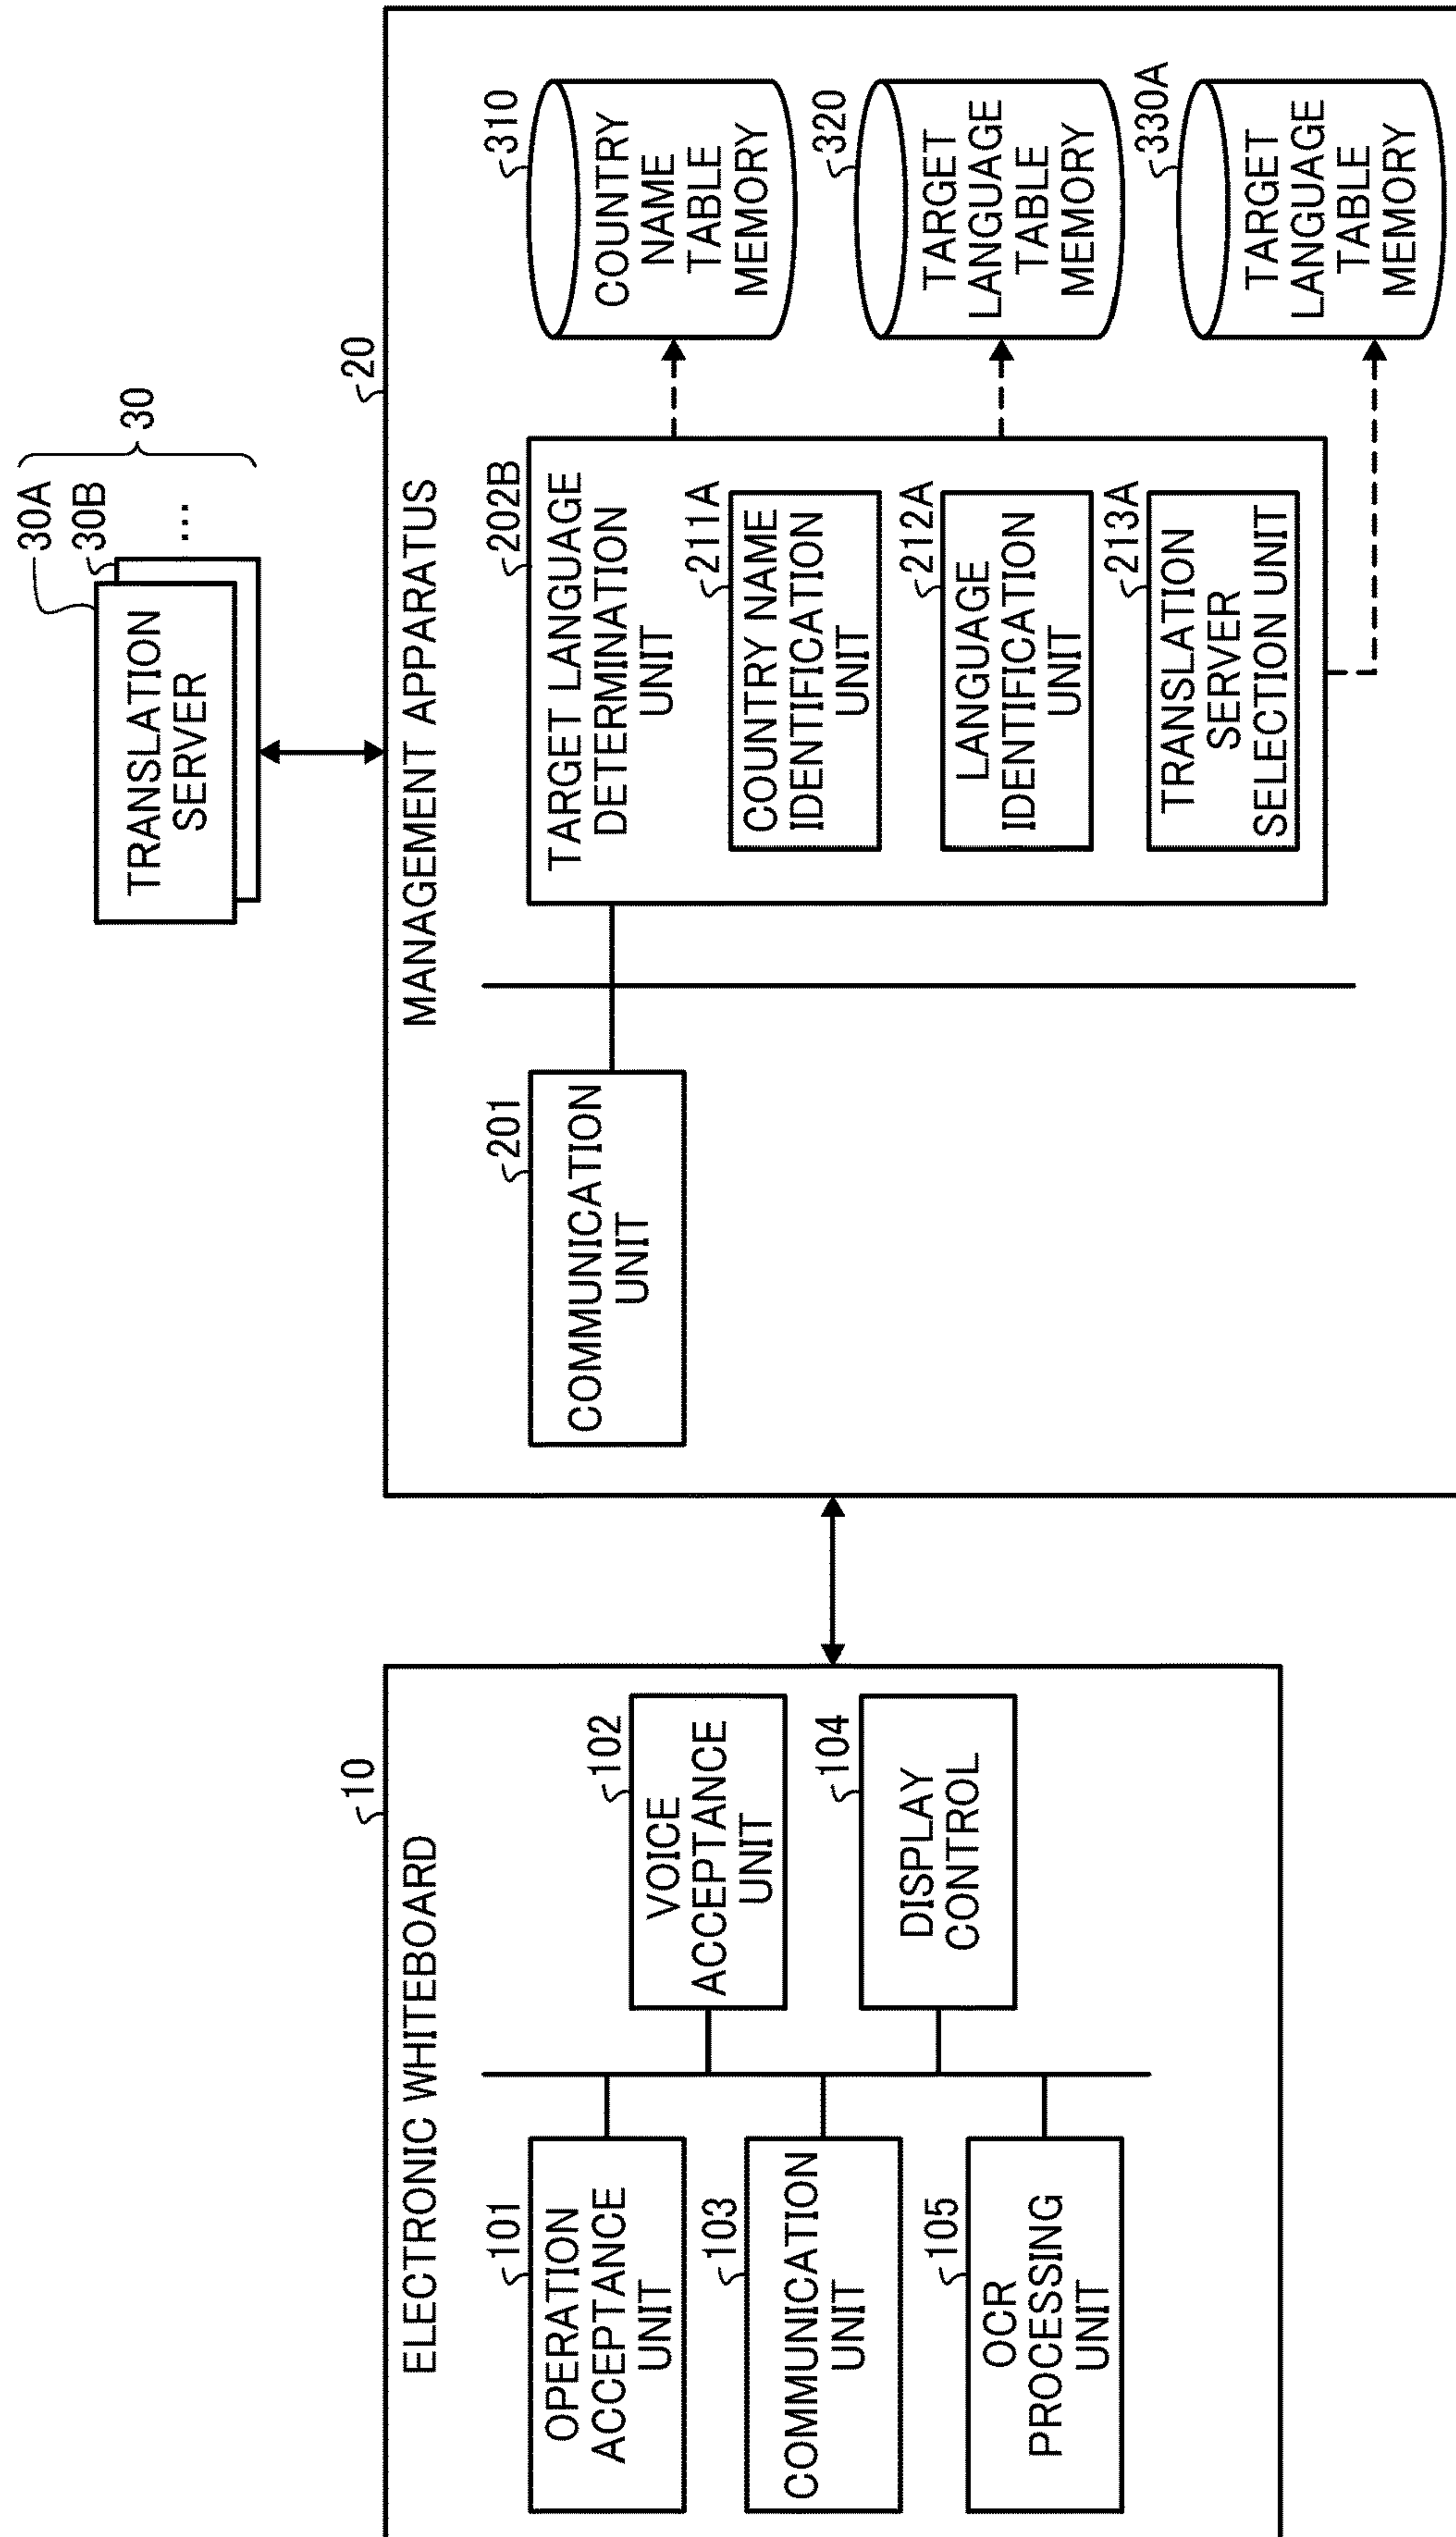 ELECTRONIC WHITEBOARD
10
101
OPERATION
ACCEPTANCE
UNIT
102
VOICE
ACCEPTANCE
UNIT
103
COMMUNICATION
UNIT
104
DISPLAY
CONTROL
105
OCR
PROCESSING
UNIT
30A
30B
30
...
TRANSLATION
SERVER
20
MANAGEMENT APPARATUS
201
COMMUNICATION
UNIT
202B
TARGET LANGUAGE
DETERMINATION
UNIT
211A
COUNTRY NAME
IDENTIFICATION
UNIT
212A
LANGUAGE
IDENTIFICATION
UNIT
213A
TRANSLATION
SERVER
SELECTION UNIT
310
COUNTRY
NAME
TABLE
MEMORY
320
TARGET
LANGUAGE
TABLE
MEMORY
330A
TARGET
LANGUAGE
TABLE
MEMORY